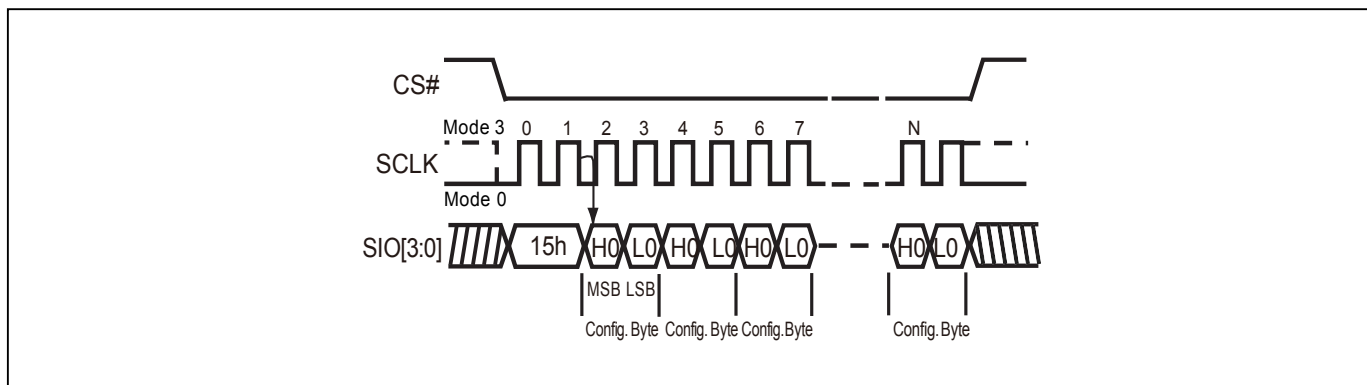 CS#
Mode 3 0 1 2 3 4 5 6 7 N
SCLK
Mode 0
SIO[3:0] 15h H0 L0 H0 L0 H0 L0 H0 L0
MSB LSB
Config. Byte Config. Byte Config. Byte Config. Byte